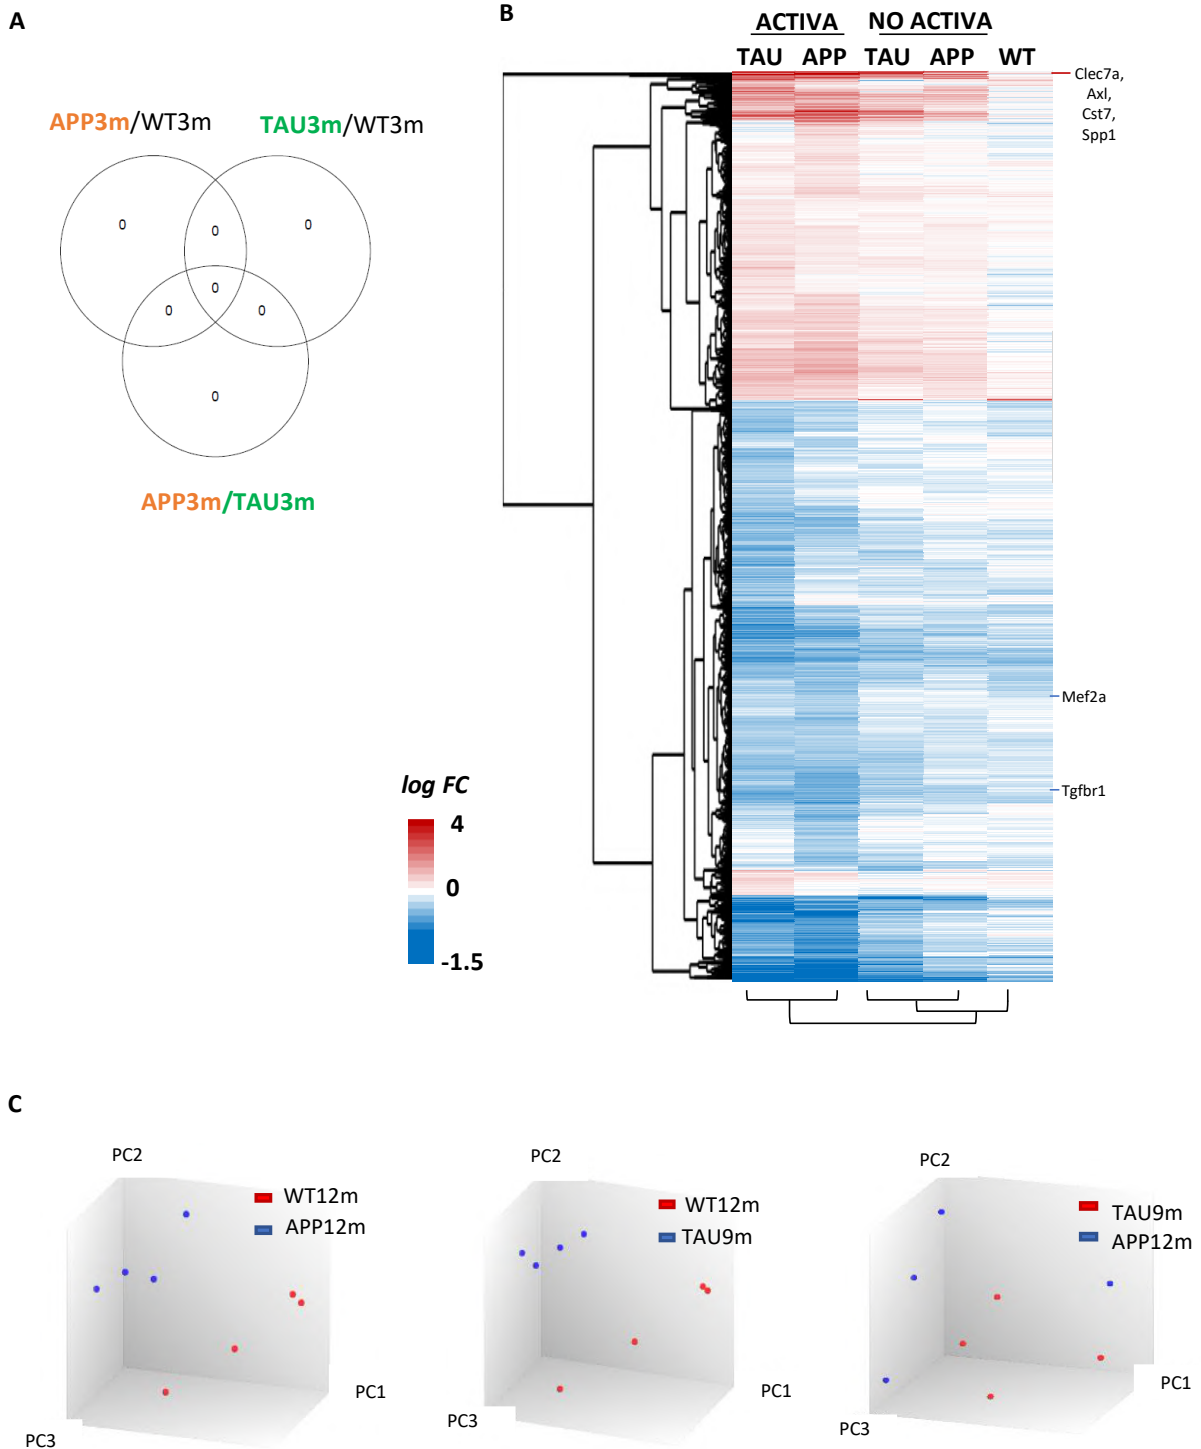 A
APP3m/WT3m
TAU3m/WT3m
0
0
0
0
0
0
0
APP3m/TAU3m
B
ACTIVA
NO ACTIVA
TAU
APP
TAU
APP
WT
Clec7a,
Axl,
Cst7,
Spp1
Mef2a
Tgfbr1
log FC
4
0
-1.5
C
PC2
WT12m
APP12m
PC1
PC3
PC2
WT12m
TAU9m
PC1
PC3
PC2
TAU9m
APP12m
PC1
PC3